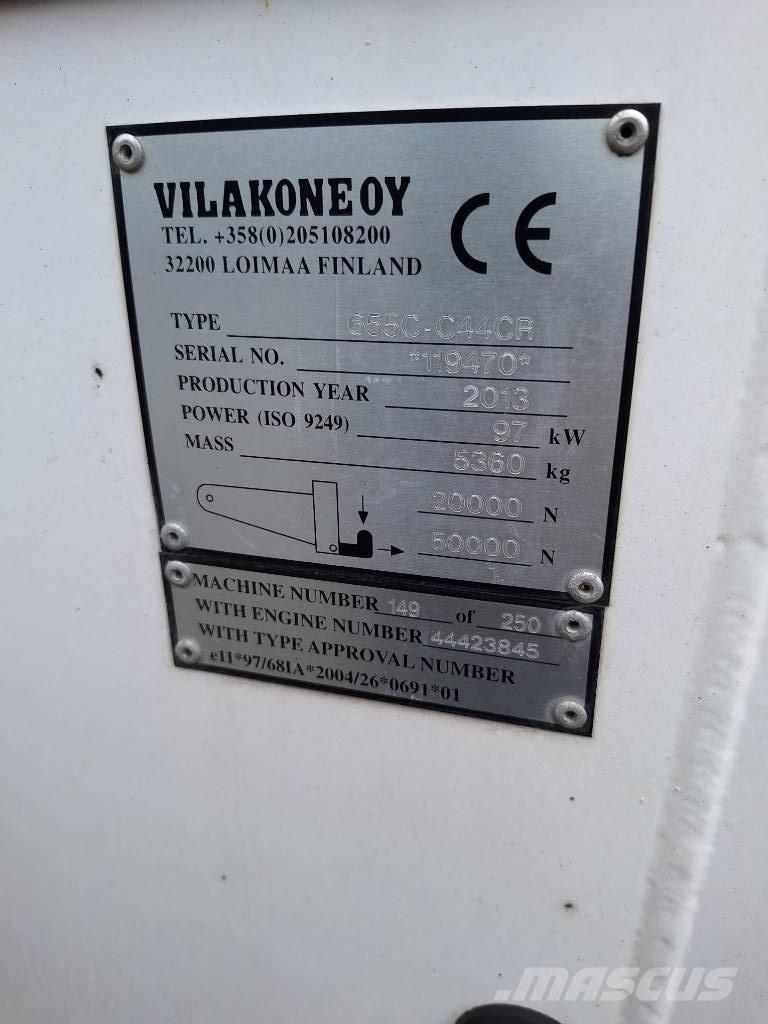 VILAKONE OY
TEL. +358(0)205108200
32200 LOIMAA FINLAND
CE
TYPE 655C-C44CR
SERIAL NO. *119470*
PRODUCTION YEAR 2013
POWER (ISO 9249) 97 kW
MASS 5360 kg
20000 N
50000 N
MACHINE NUMBER 149 of 250
WITH ENGINE NUMBER 44423845
WITH TYPE APPROVAL NUMBER
e11*97/68IA*2004/26*0691*01
MASCUS